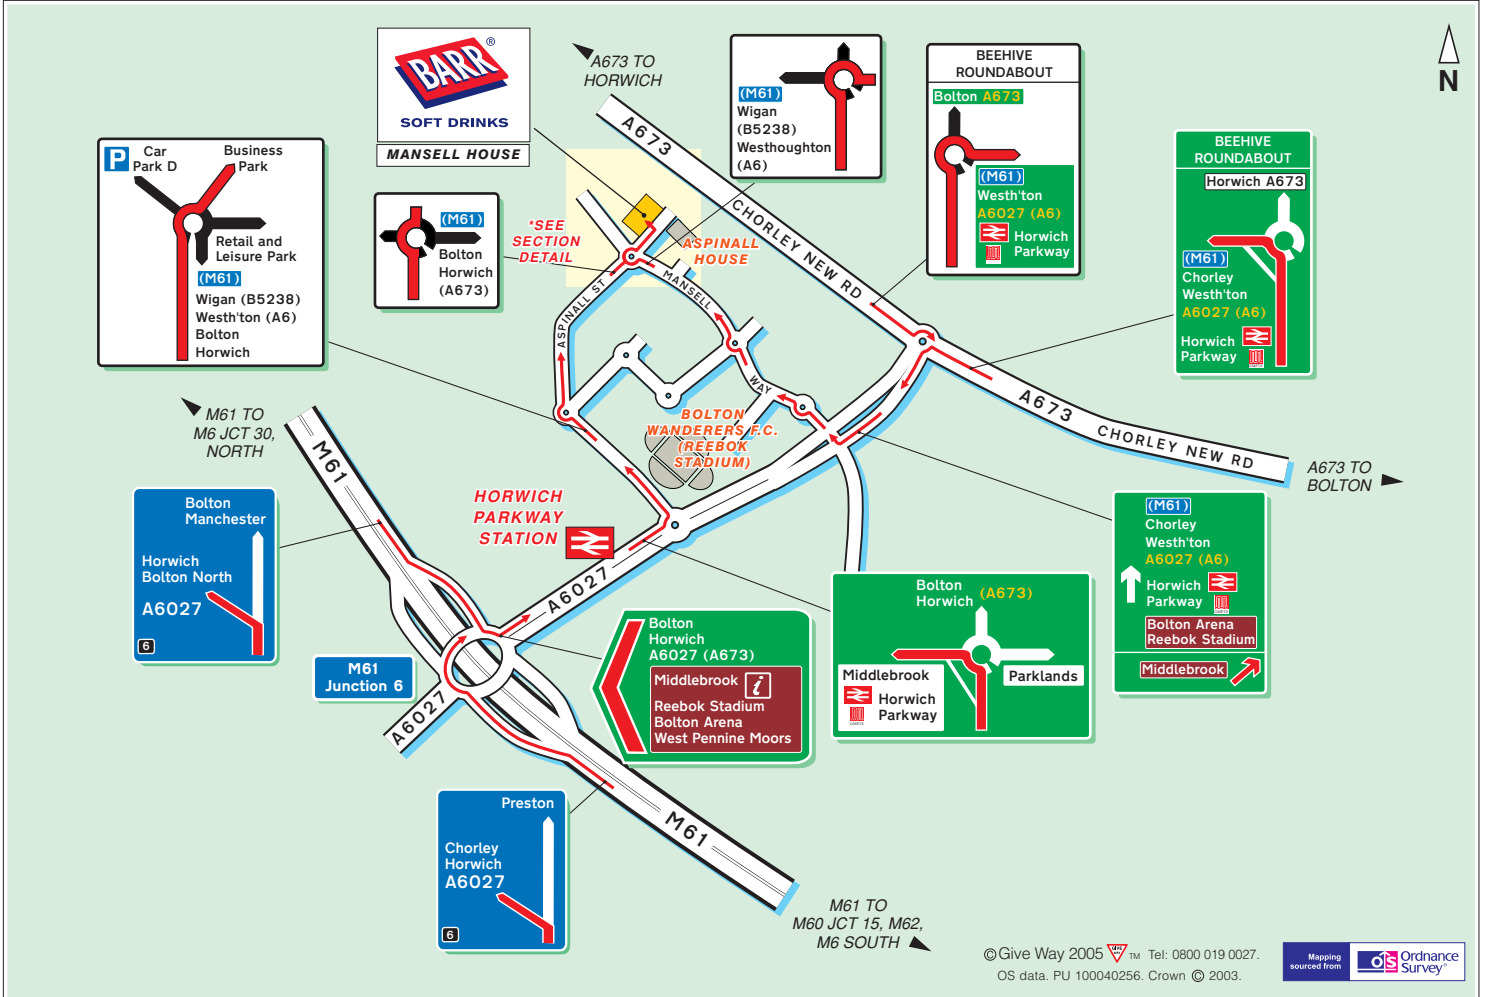 BARR
®
SOFT DRINKS
MANSELL HOUSE
A673 TO
HORWICH
(M61)
Wigan
(B5238)
Westhoughton
(A6)
BEEHIVE
ROUNDABOUT
Bolton A673
(M61)
Westh'ton
A6027 (A6)
Horwich
Parkway
N
BEEHIVE
ROUNDABOUT
Horwich A673
(M61)
Chorley
Westh'ton
A6027 (A6)
Horwich
Parkway
P
Car
Park D
Business
Park
Retail and
Leisure Park
(M61)
Wigan (B5238)
Westh'ton (A6)
Bolton
Horwich
(M61)
Bolton
Horwich
(A673)
*SEE
SECTION
DETAIL
ASPINALL
HOUSE
A673
CHORLEY NEW RD
ASPINALL ST
MANSELL
WAY
A673
CHORLEY NEW RD
A673 TO
BOLTON
BOLTON
WANDERERS F.C.
(REEBOK
STADIUM)
M61 TO
M6 JCT 30,
NORTH
M61
HORWICH
PARKWAY
STATION
Bolton
Manchester
Horwich
Bolton North
A6027
6
A6027
M61
Junction 6
A6027
Bolton
Horwich
A6027 (A673)
Middlebrook
i
Reebok Stadium
Bolton Arena
West Pennine Moors
Bolton
Horwich
(A673)
Middlebrook
Horwich
Parkway
Parklands
(M61)
Chorley
Westh'ton
A6027 (A6)
Horwich
Parkway
Bolton Arena
Reebok Stadium
Middlebrook
Preston
Chorley
Horwich
A6027
6
M61
M61 TO
M60 JCT 15, M62,
M6 SOUTH
© Give Way 2005 GIVE WAY TM Tel: 0800 019 0027.
OS data. PU 100040256. Crown © 2003.
Mapping
sourced from
OS
Ordnance
Survey®